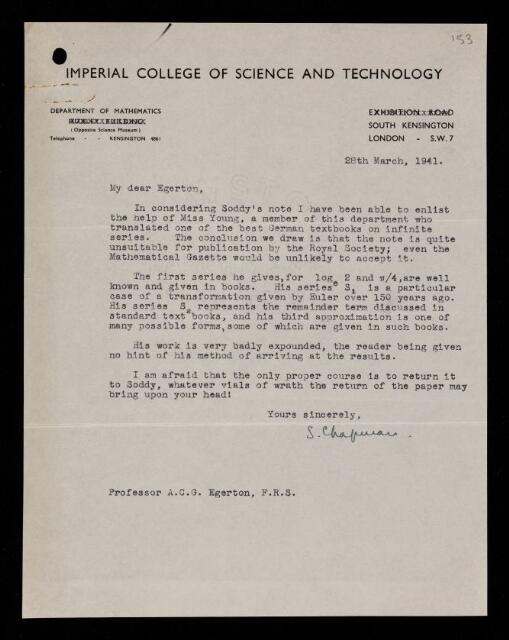 153
IMPERIAL COLLEGE OF SCIENCE AND TECHNOLOGY
DEPARTMENT OF MATHEMATICS
( Opposite Science Museum )
Telephone - - KENSINGTON 4861
EXHIBITION ROAD
SOUTH KENSINGTON
LONDON - S.W.7
28th March, 1941.
My dear Egerton,
In considering Soddy's note I have been able to enlist
the help of Miss Young, a member of this department who
translated one of the best German textbooks on infinite
series. The conclusion we draw is that the note is quite
unsuitable for publication by the Royal Society; even the
Mathematical Gazette would be unlikely to accept it.
The first series he gives,for logₑ 2 and π/4,are well
known and given in books. His series S₁ is a particular
case of a transformation given by Euler over 150 years ago.
His series S₂ represents the remainder term discussed in
standard text books, and his third approximation is one of
many possible forms,some of which are given in such books.
His work is very badly expounded, the reader being given
no hint of his method of arriving at the results.
I am afraid that the only proper course is to return it
to Soddy, whatever vials of wrath the return of the paper may
bring upon your head!
Yours sincerely,
S. Chapman.
Professor A.C.G. Egerton, F.R.S.